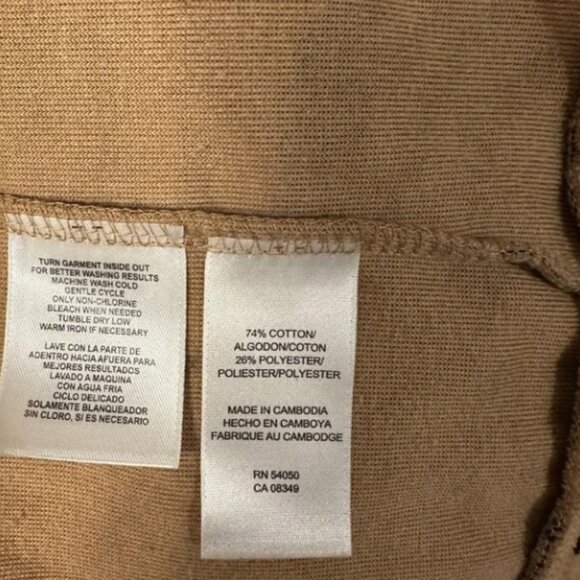 TURN GARMENT INSIDE OUT
FOR BETTER WASHING RESULTS
MACHINE WASH COLD
GENTLE CYCLE
ONLY NON-CHLORINE
BLEACH WHEN NEEDED
TUMBLE DRY LOW
WARM IRON IF NECESSARY
LAVE CON LA PARTE DE
ADENTRO HACIA AFUERA PARA
MEJORES RESULTADOS
LAVADO A MAQUINA
CON AGUA FRIA
CICLO DELICADO
SOLAMENTE BLANQUEADOR
SIN CLORO, SI ES NECESARIO
74% COTTON/
ALGODON/COTON
26% POLYESTER/
POLIESTER/POLYESTER
MADE IN CAMBODIA
HECHO EN CAMBOYA
FABRIQUE AU CAMBODGE
RN 54050
CA 08349